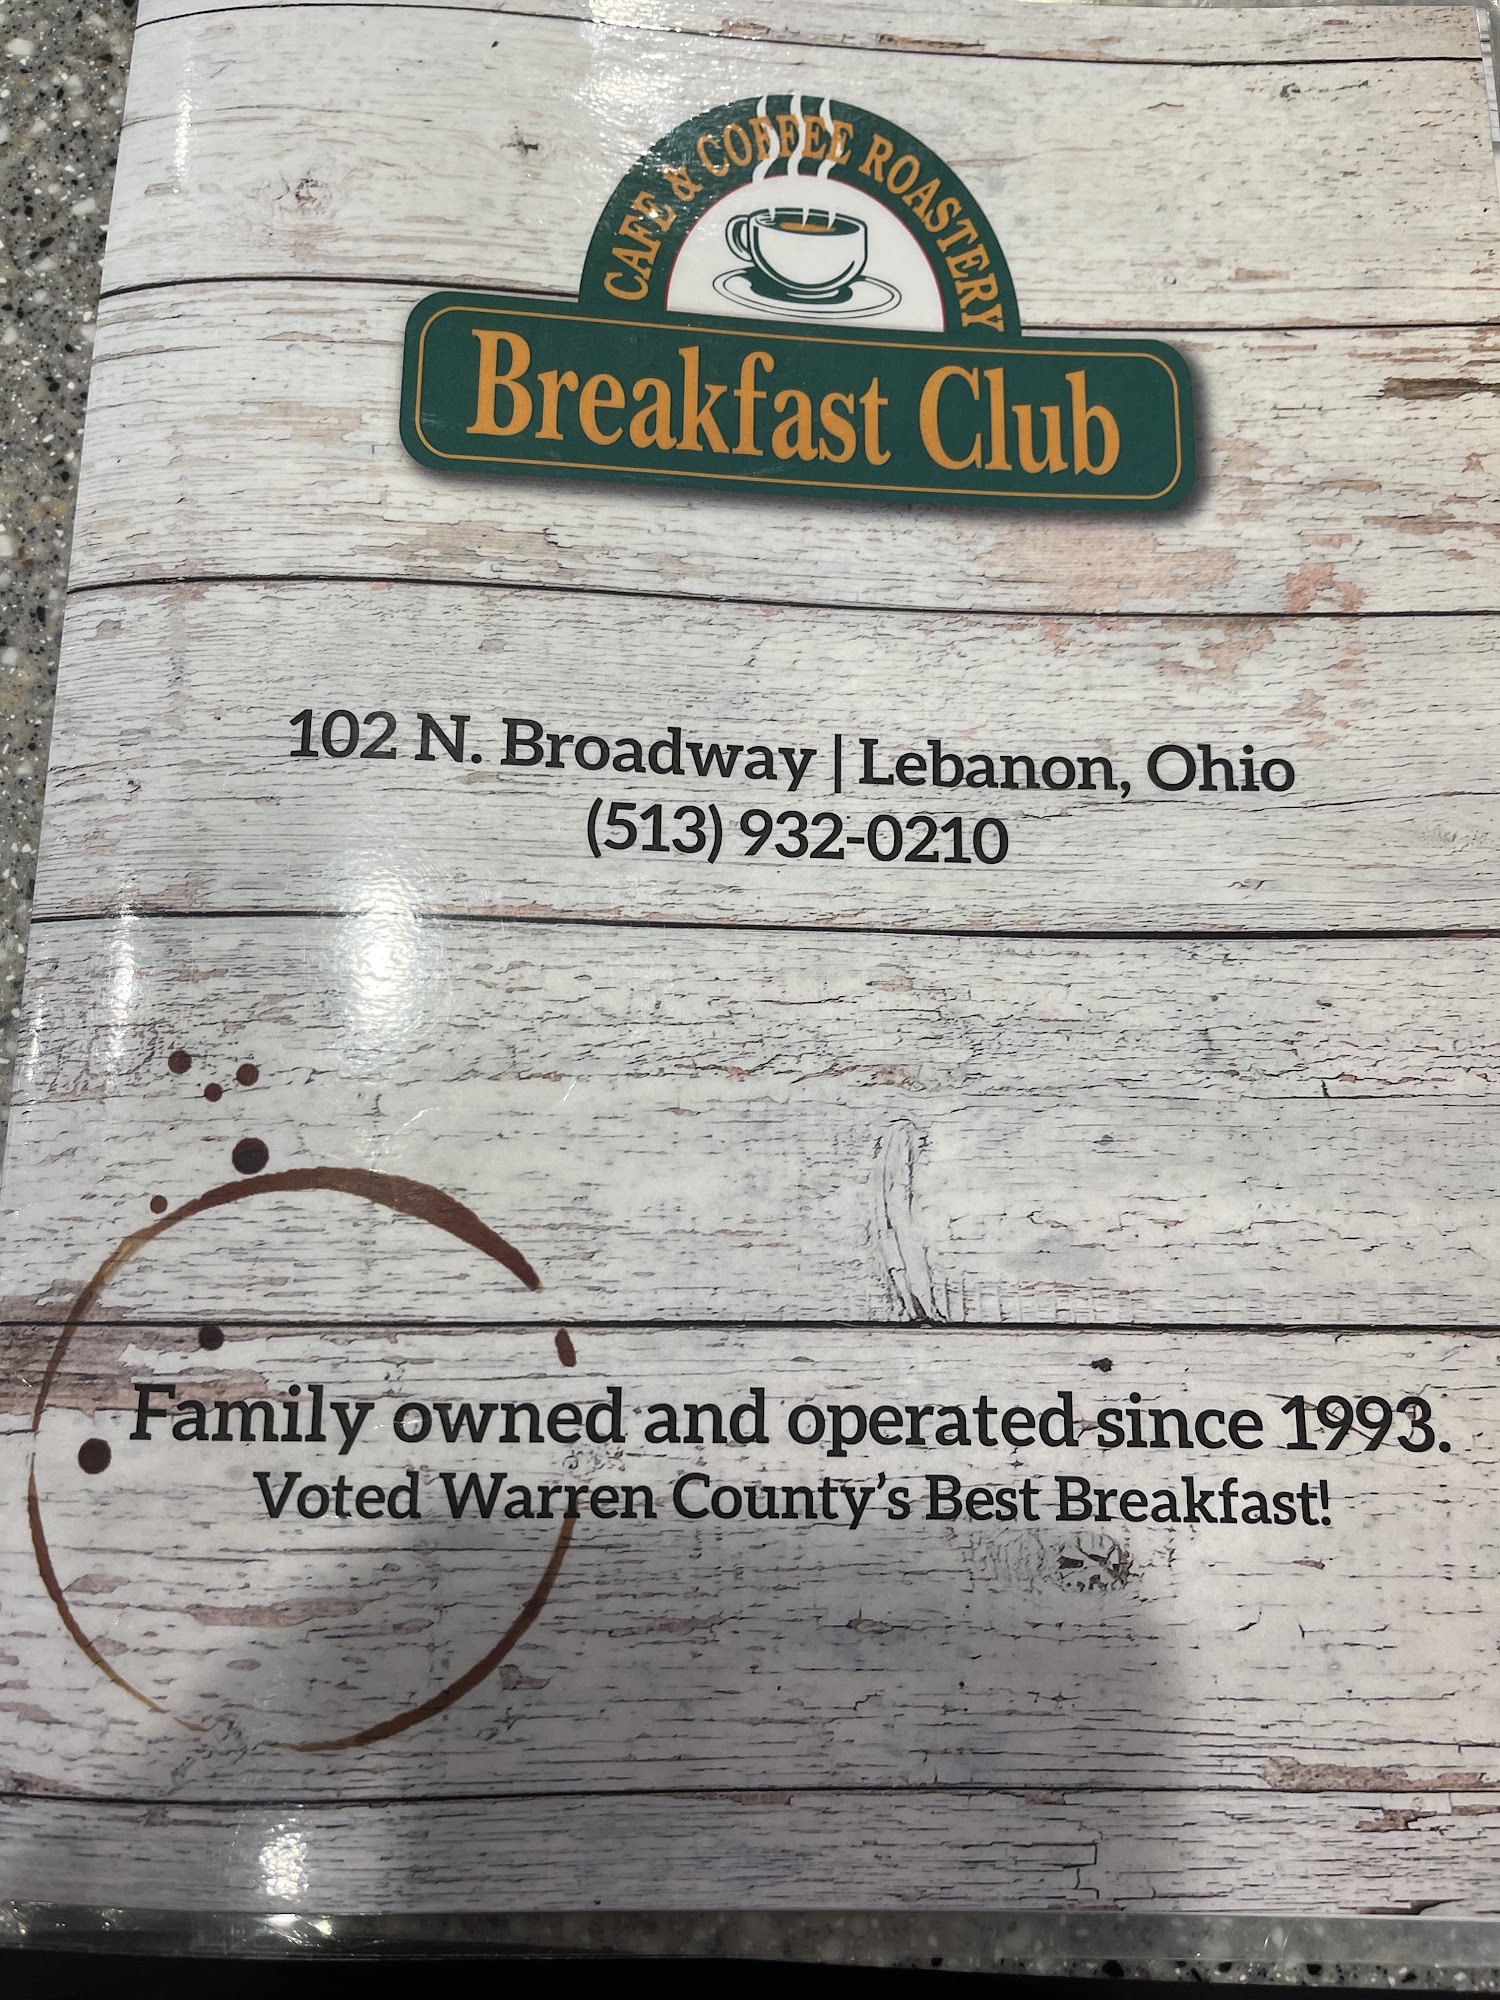 CAFE & COFFEE ROASTERY
Breakfast Club
102 N. Broadway | Lebanon, Ohio
(513) 932-0210
Family owned and operated since 1993.
Voted Warren County's Best Breakfast!